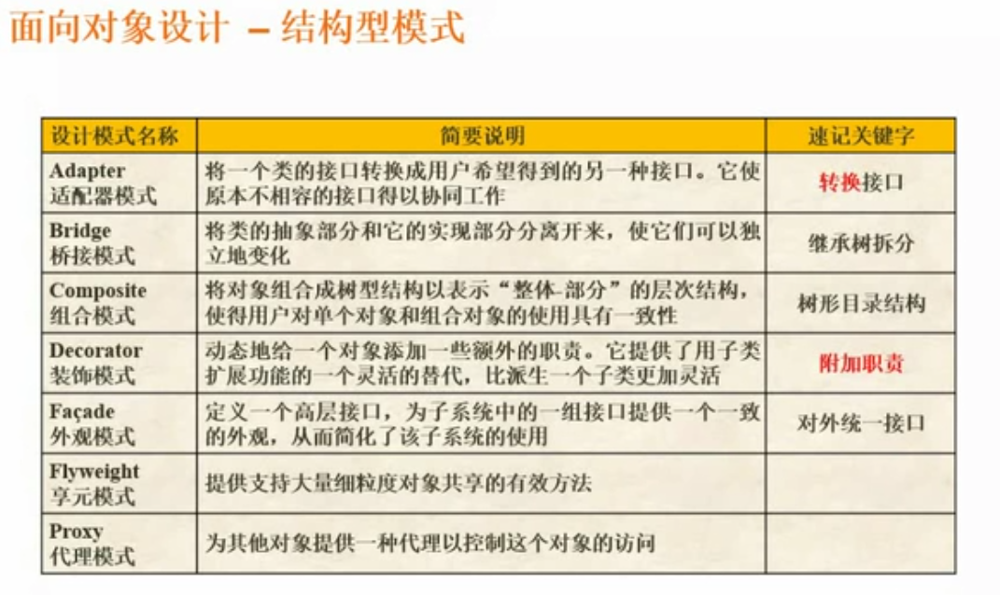 面向对象设计 – 结构型模式
设计模式名称 简要说明 速记关键字
Adapter
适配器模式
将一个类的接口转换成用户希望得到的另一种接口。它使
原本不相容的接口得以协同工作
转换接口
Bridge
桥接模式
将类的抽象部分和它的实现部分分离开来，使它们可以独
立地变化
继承树拆分
Composite
组合模式
将对象组合成树型结构以表示“整体-部分”的层次结构，
使得用户对单个对象和组合对象的使用具有一致性
树形目录结构
Decorator
装饰模式
动态地给一个对象添加一些额外的职责。它提供了用子类
扩展功能的一个灵活的替代，比派生一个子类更加灵活
附加职责
Façade
外观模式
定义一个高层接口，为子系统中的一组接口提供一个一致
的外观，从而简化了该子系统的使用
对外统一接口
Flyweight
享元模式
提供支持大量细粒度对象共享的有效方法
Proxy
代理模式
为其他对象提供一种代理以控制这个对象的访问